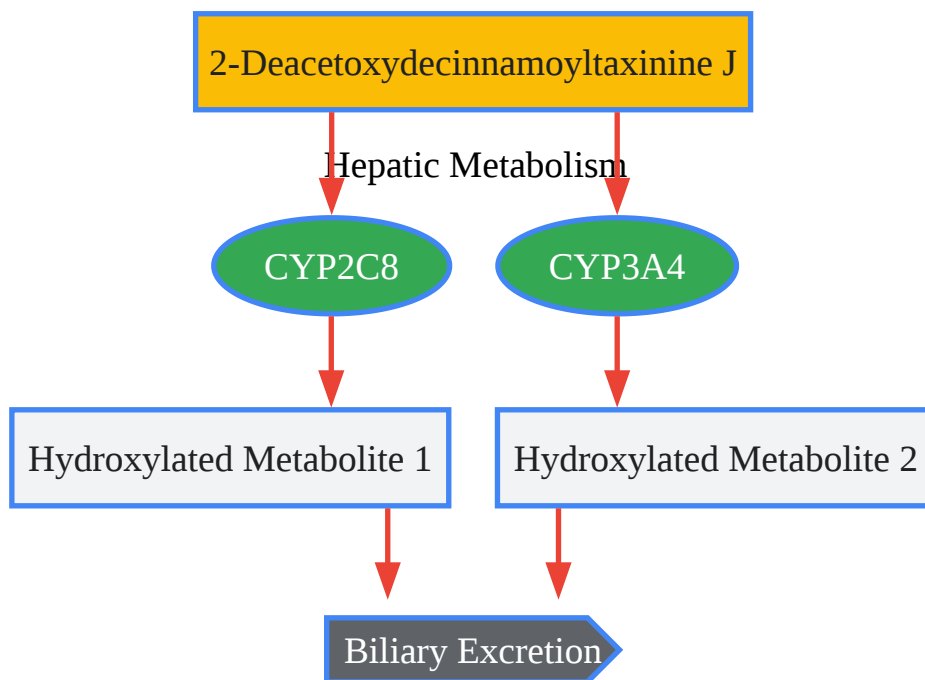 2-Deacetoxydecinnamoyltaxinine J
Hepatic Metabolism
CYP2C8
CYP3A4
Hydroxylated Metabolite 1
Hydroxylated Metabolite 2
Biliary Excretion